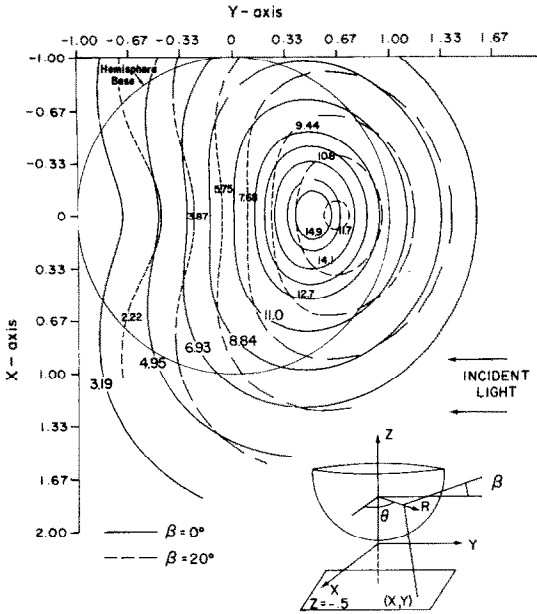 Y-axis
-1.00 -0.67 -0.33 0 0.33 0.67 1.00 1.33 1.67
-1.00
Hemisphere
Base
-0.67
9.44
-0.33
10.8
5.75
7.68
0
3.87
14.9
11.7
0.33
14.1
12.7
2.22
11.0
0.67
8.84
6.93
X-axis
4.95
1.00
3.19
INCIDENT
LIGHT
1.33
1.67
2.00
Z
β
R
θ
β=0°
β=20°
Y
X
Z=-.5
(X,Y)